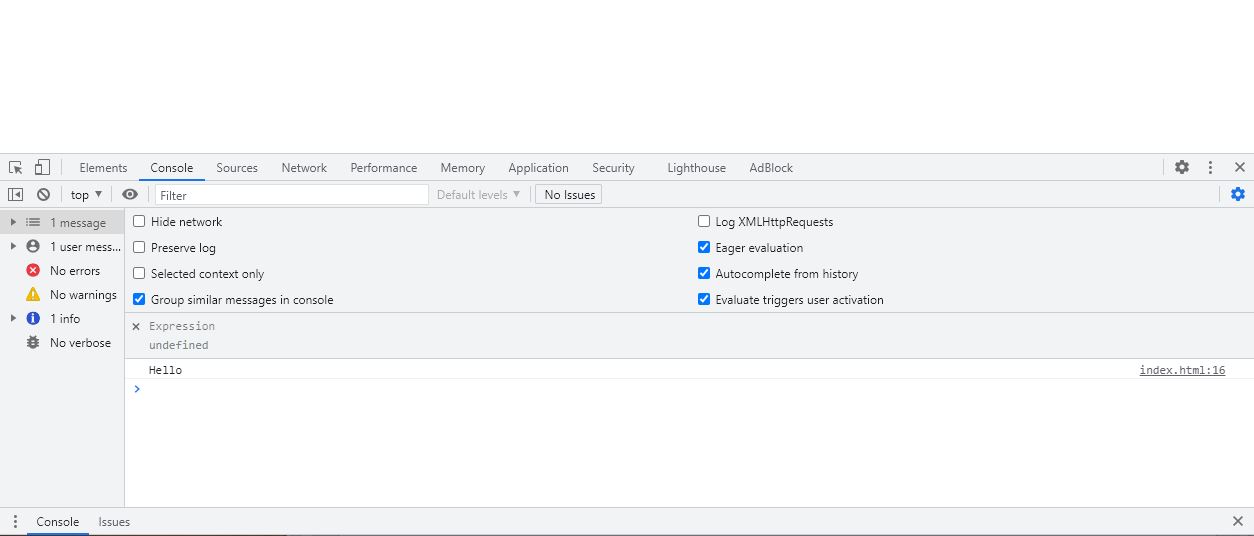 Elements Console Sources Network Performance Memory Application Security Lighthouse AdBlock
top Filter Default levels No Issues
1 message
1 user mess...
No errors
No warnings
1 info
No verbose
Hide network Log XMLHttpRequests
Preserve log Eager evaluation
Selected context only Autocomplete from history
Group similar messages in console Evaluate triggers user activation
Expression
undefined
Hello index.html:16
Console Issues